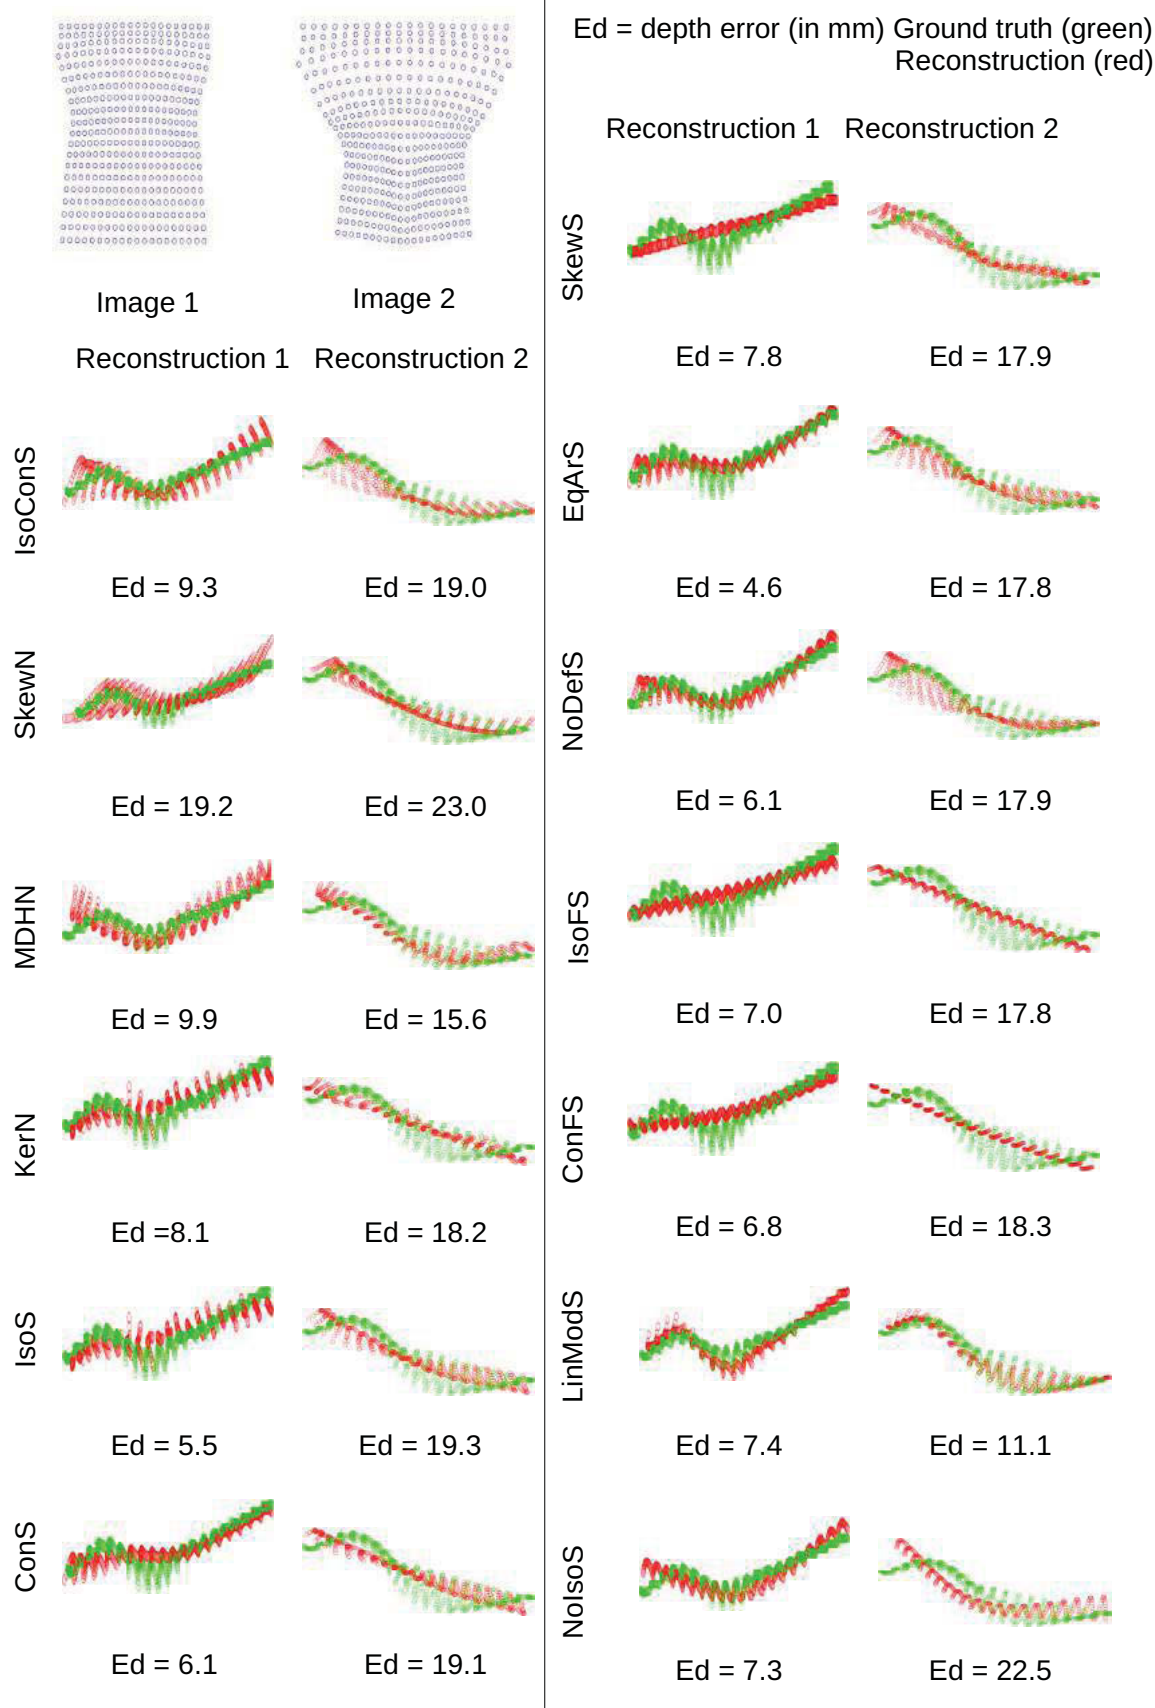 Image 1
Image 2
Reconstruction 1 Reconstruction 2
IsoConS
Ed = 9.3
Ed = 19.0
SkewN
Ed = 19.2
Ed = 23.0
MDHN
Ed = 9.9
Ed = 15.6
KerN
Ed =8.1
Ed = 18.2
IsoS
Ed = 5.5
Ed = 19.3
ConS
Ed = 6.1
Ed = 19.1
Ed = depth error (in mm) Ground truth (green)
Reconstruction (red)
Reconstruction 1 Reconstruction 2
SkewS
Ed = 7.8
Ed = 17.9
EqArS
Ed = 4.6
Ed = 17.8
NoDefS
Ed = 6.1
Ed = 17.9
IsoFS
Ed = 7.0
Ed = 17.8
ConFS
Ed = 6.8
Ed = 18.3
LinModS
Ed = 7.4
Ed = 11.1
NoIsoS
Ed = 7.3
Ed = 22.5